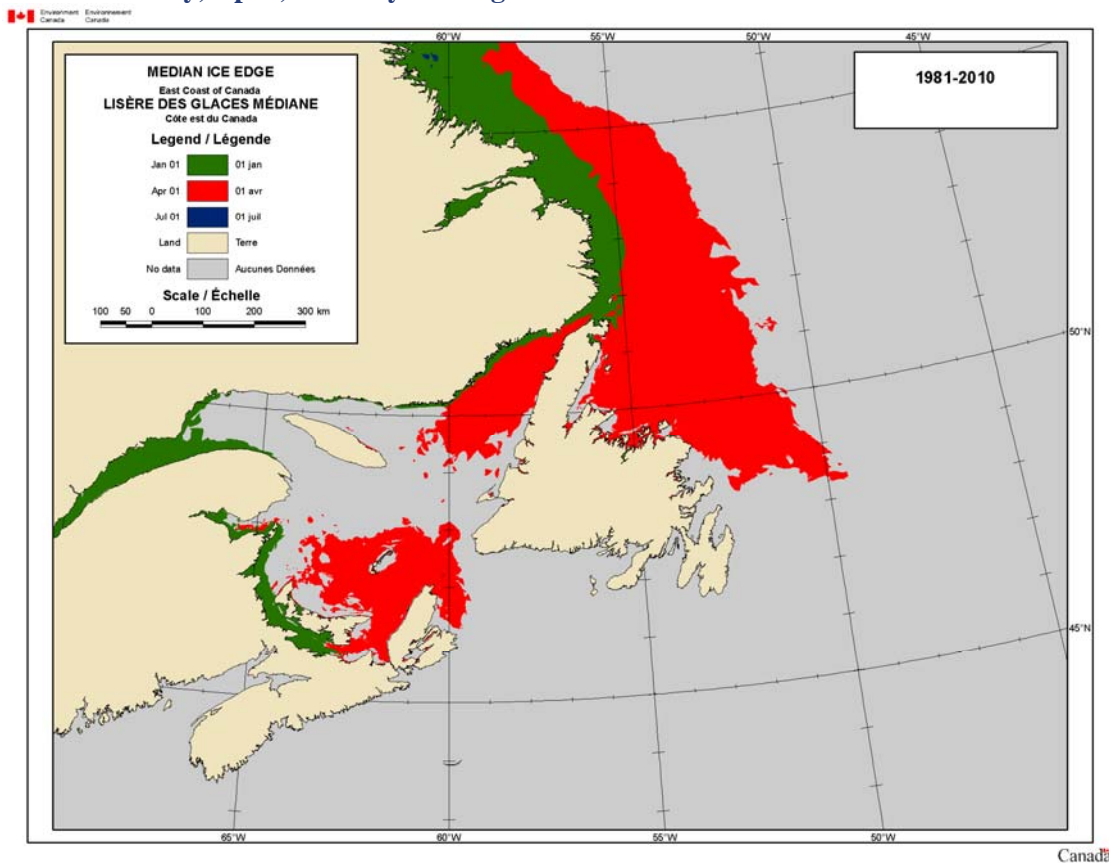 Environment Environnement
Canada Canada
MEDIAN ICE EDGE
East Coast of Canada
LISÈRE DES GLACES MÉDIANE
Côte est du Canada
Legend / Légende
Jan 01 01 jan
Apr 01 01 avr
Jul 01 01 juil
Land Terre
No data Aucunes Données
Scale / Échelle
100 50 0 100 200 300 km
1981-2010
60°W 55°W 50°W 45°W
50°N
45°N
65°W 60°W 55°W 50°W
Canada